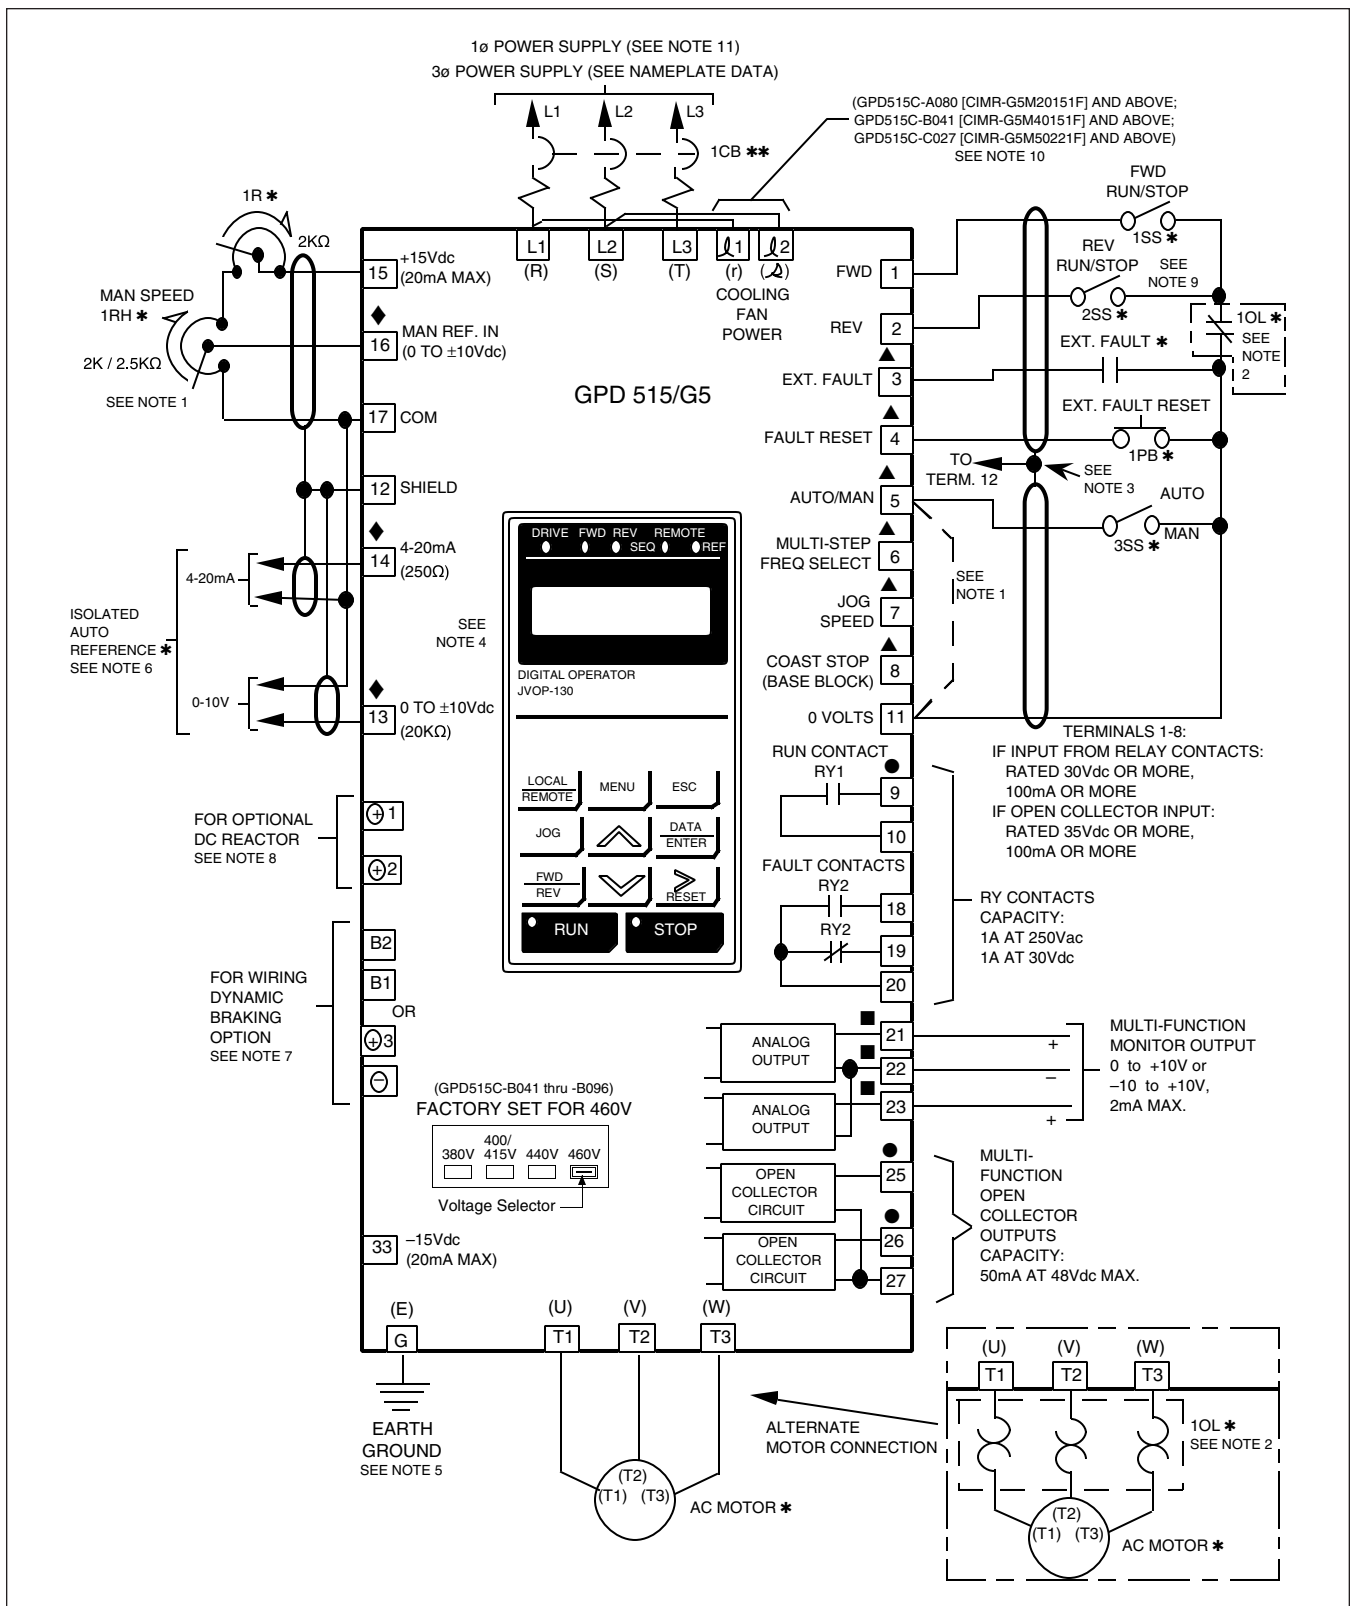 1ø POWER SUPPLY (SEE NOTE 11)
3ø POWER SUPPLY (SEE NAMEPLATE DATA)
L1
L2
L3
1CB ✱✱
(GPD515C-A080 [CIMR-G5M20151F] AND ABOVE;
GPD515C-B041 [CIMR-G5M40151F] AND ABOVE;
GPD515C-C027 [CIMR-G5M50221F] AND ABOVE)
SEE NOTE 10
L1
(R)
L2
(S)
L3
(T)
ℓ1
(r)
ℓ2
(s)
COOLING
FAN
POWER
1R ✱
2KΩ
15
+15Vdc
(20mA MAX)
MAN SPEED
1RH ✱
2K / 2.5KΩ
SEE NOTE 1
♦
16
MAN REF. IN
(0 TO ±10Vdc)
17
COM
12
SHIELD
♦
14
4-20mA
(250Ω)
4-20mA
ISOLATED
AUTO
REFERENCE ✱
SEE NOTE 6
0-10V
♦
13
0 TO ±10Vdc
(20KΩ)
FOR OPTIONAL
DC REACTOR
SEE NOTE 8
⊕1
⊕2
FOR WIRING
DYNAMIC
BRAKING
OPTION
SEE NOTE 7
B2
B1
OR
⊕3
⊖
GPD 515/G5
SEE
NOTE 4
DRIVE FWD REV REMOTE
SEQ REF
DIGITAL OPERATOR
JVOP-130
LOCAL
REMOTE
MENU
ESC
JOG
DATA
ENTER
FWD
REV
>
RESET
RUN
STOP
(GPD515C-B041 thru -B096)
FACTORY SET FOR 460V
380V
400/
415V
440V
460V
Voltage Selector
33
–15Vdc
(20mA MAX)
FWD
1
FWD
RUN/STOP
1SS ✱
REV
2
REV
RUN/STOP
2SS ✱
SEE
NOTE 9
1OL ✱
SEE
NOTE
2
▲
EXT. FAULT
3
EXT. FAULT ✱
▲
FAULT RESET
4
EXT. FAULT RESET
1PB ✱
TO
TERM. 12
SEE
NOTE 3
▲
AUTO/MAN
5
AUTO
MAN
3SS ✱
▲
MULTI-STEP
FREQ SELECT
6
SEE
NOTE 1
▲
JOG
SPEED
7
▲
COAST STOP
(BASE BLOCK)
8
0 VOLTS
11
TERMINALS 1-8:
IF INPUT FROM RELAY CONTACTS:
RATED 30Vdc OR MORE,
100mA OR MORE
IF OPEN COLLECTOR INPUT:
RATED 35Vdc OR MORE,
100mA OR MORE
RUN CONTACT
RY1
●
9
10
FAULT CONTACTS
RY2
18
RY2
19
20
RY CONTACTS
CAPACITY:
1A AT 250Vac
1A AT 30Vdc
ANALOG
OUTPUT
■
21
+
■
22
–
ANALOG
OUTPUT
■
23
+
MULTI-FUNCTION
MONITOR OUTPUT
0 to +10V or
–10 to +10V,
2mA MAX.
OPEN
COLLECTOR
CIRCUIT
●
25
OPEN
COLLECTOR
CIRCUIT
●
26
27
MULTI-
FUNCTION
OPEN
COLLECTOR
OUTPUTS
CAPACITY:
50mA AT 48Vdc MAX.
(E)
G
EARTH
GROUND
SEE NOTE 5
(U)
T1
(V)
T2
(W)
T3
(T2)
(T1) (T3)
AC MOTOR ✱
ALTERNATE
MOTOR CONNECTION
(U)
T1
(V)
T2
(W)
T3
1OL ✱
SEE NOTE 2
(T2)
(T1) (T3)
AC MOTOR ✱